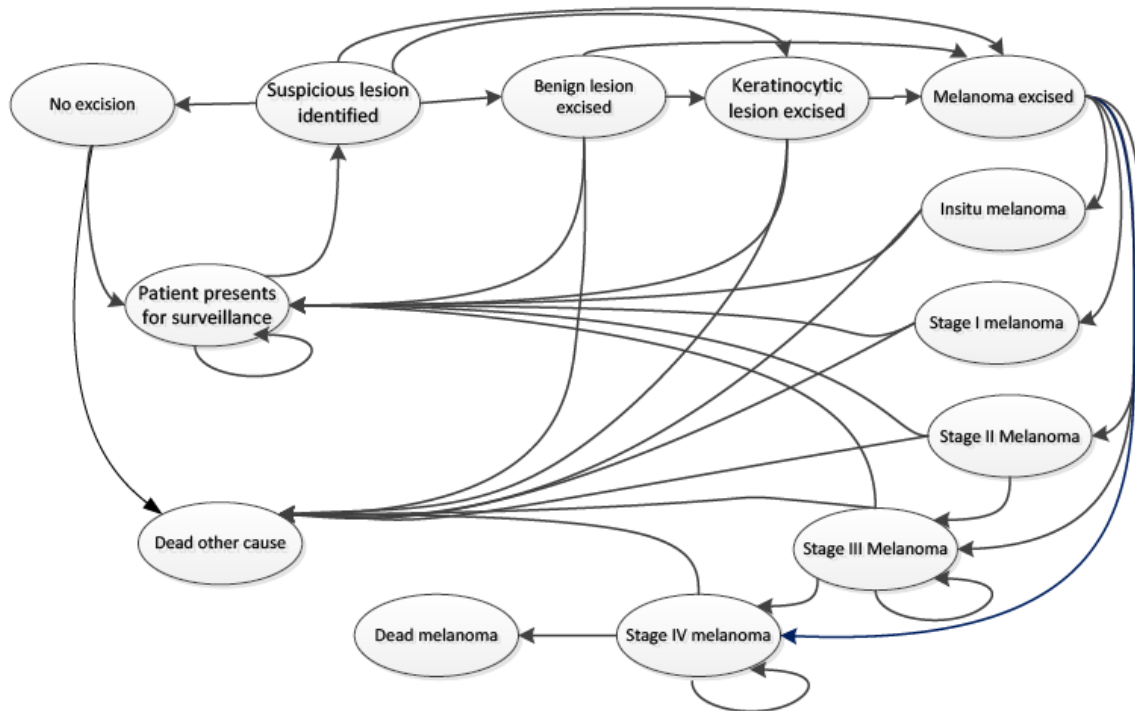 No excision
Suspicious lesion
identified
Benign lesion
excised
Keratinocytic
lesion excised
Melanoma excised
Insitu melanoma
Patient presents
for surveillance
Stage I melanoma
Stage II Melanoma
Dead other cause
Stage III Melanoma
Dead melanoma
Stage IV melanoma